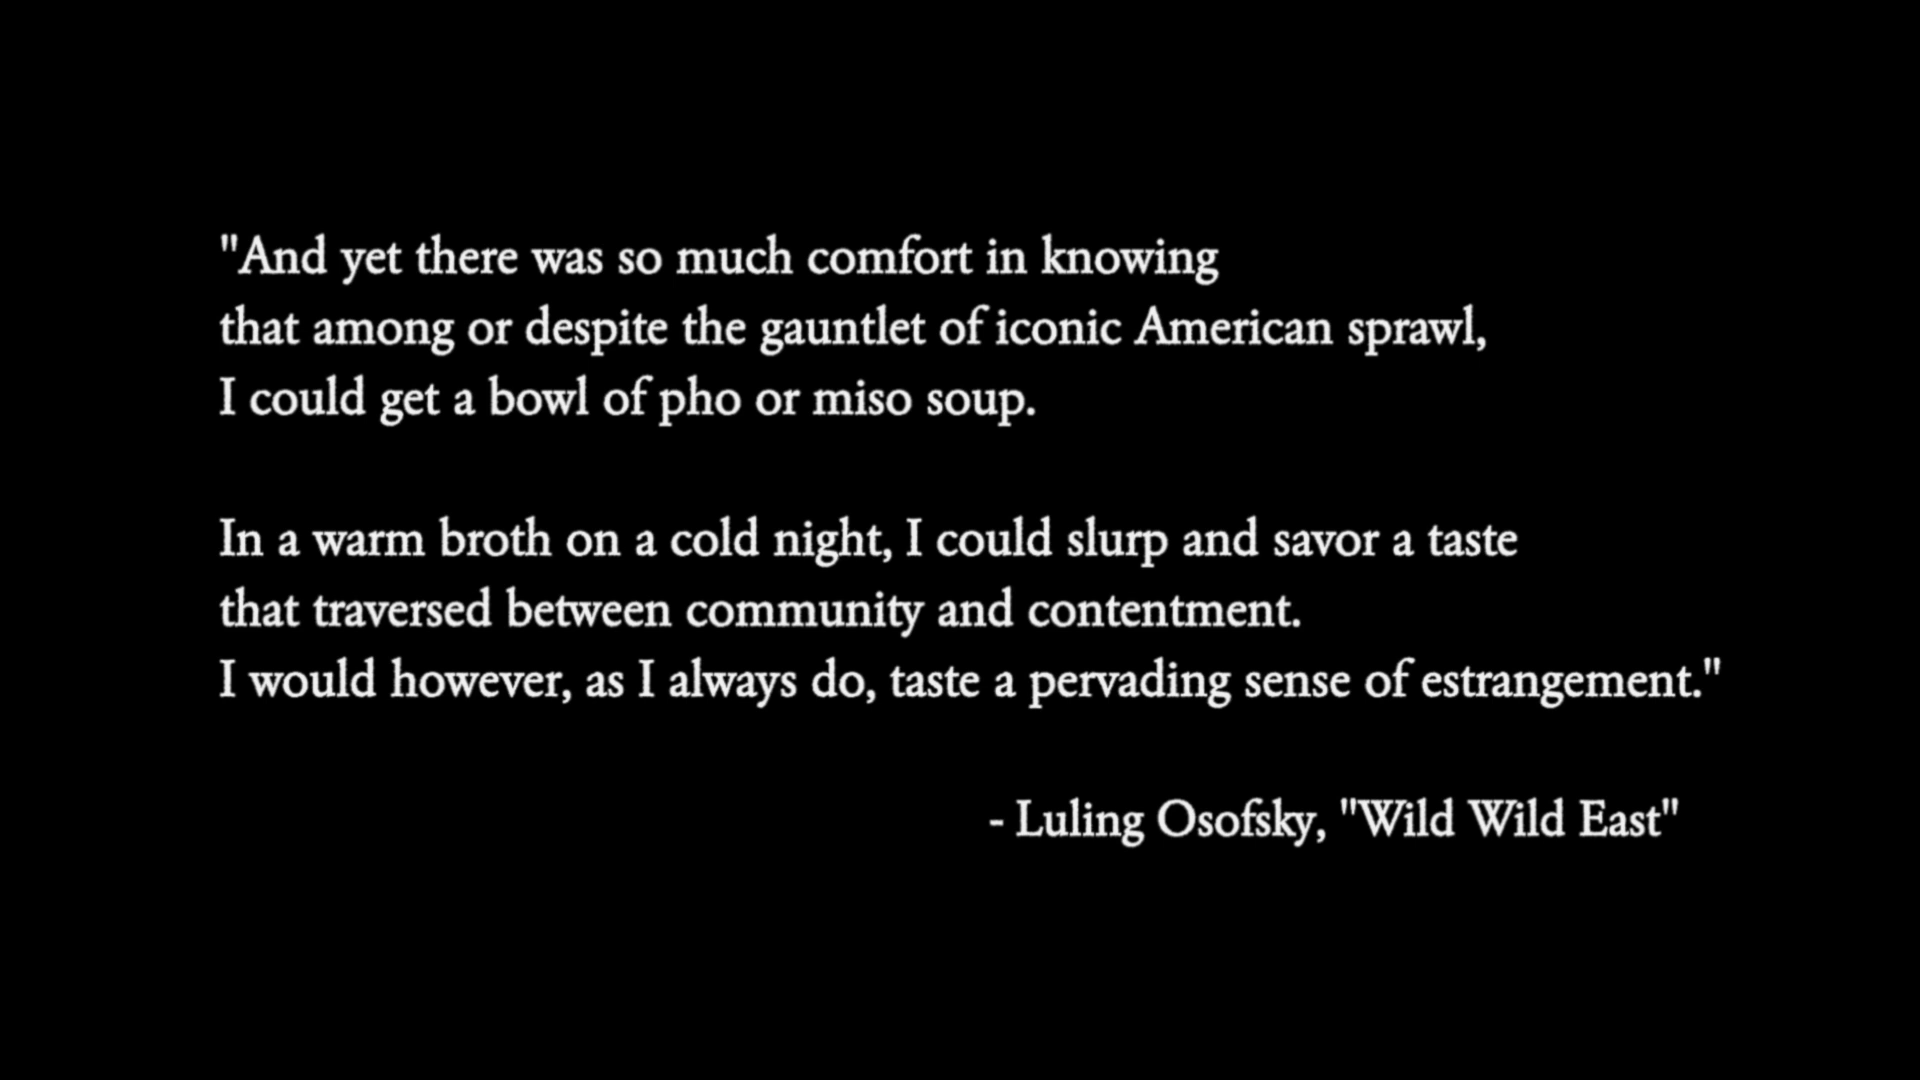 "And yet there was so much comfort in knowing
that among or despite the gauntlet of iconic American sprawl,
I could get a bowl of pho or miso soup.
In a warm broth on a cold night, I could slurp and savor a taste
that traversed between community and contentment.
I would however, as I always do, taste a pervading sense of estrangement."
- Luling Osofsky, "Wild Wild East"